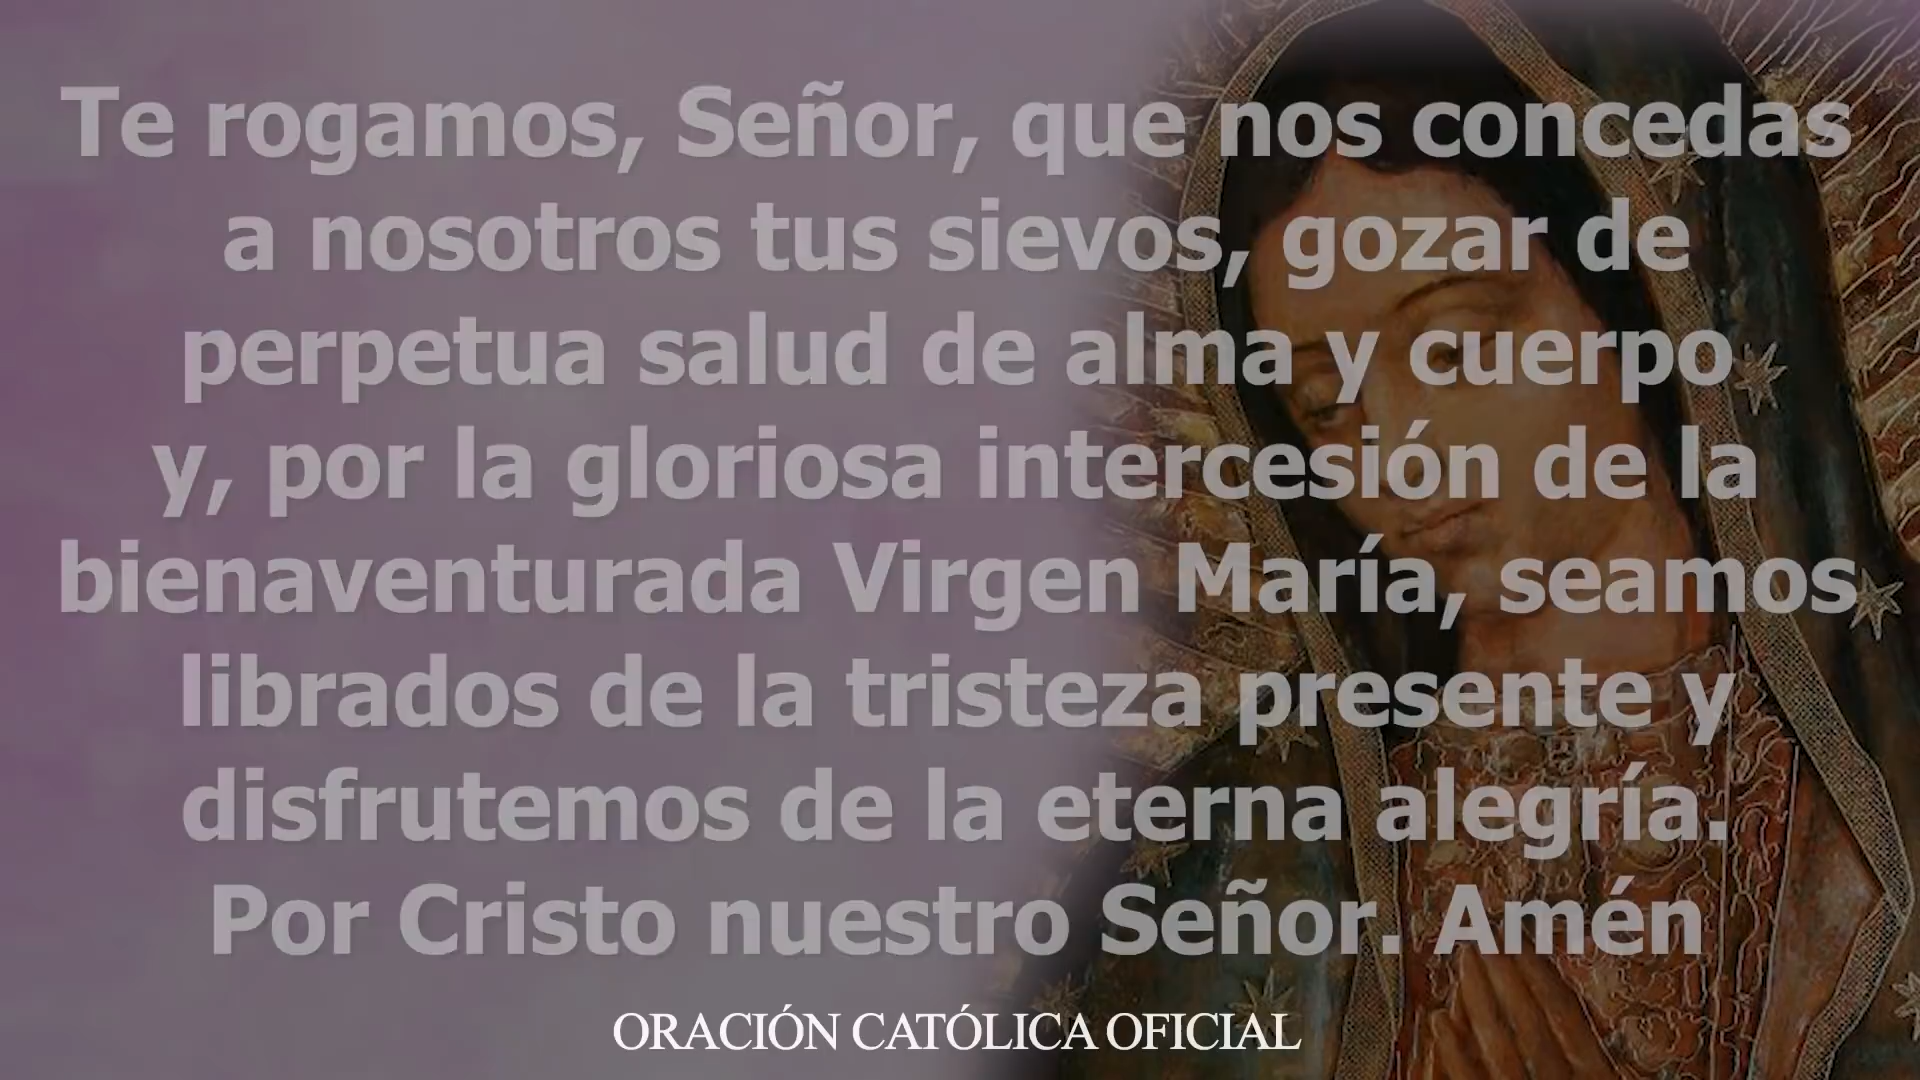 Te rogamos, Señor, que nos concedas
a nosotros tus sievos, gozar de
perpetua salud de alma y cuerpo
y, por la gloriosa intercesión de la
bienaventurada Virgen María, seamos
librados de la tristeza presente y
disfrutemos de la eterna alegría.
Por Cristo nuestro Señor. Amén
ORACIÓN CATÓLICA OFICIAL